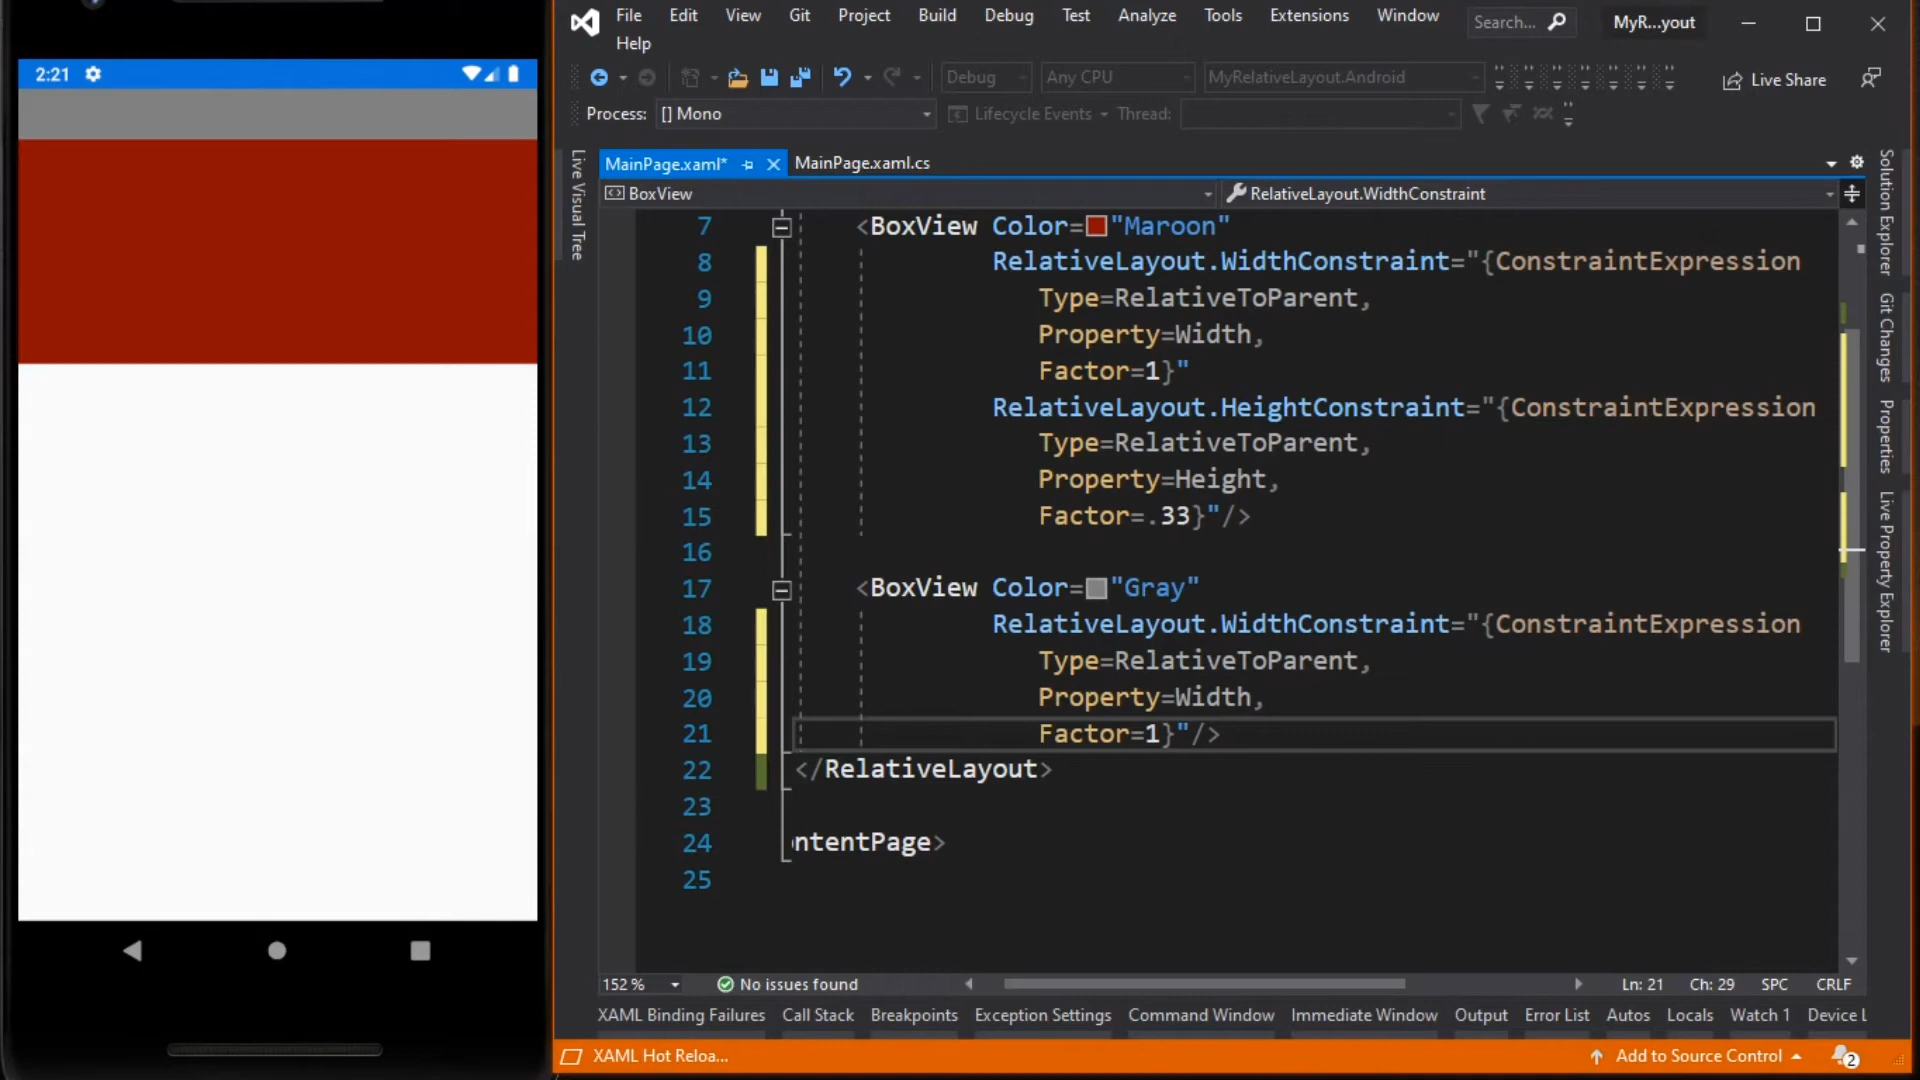 2:21
File Edit View Git Project Build Debug Test Analyze Tools Extensions Window Search... MyR...yout
Help
Debug Any CPU MyRelativeLayout.Android Live Share
Process: [] Mono Lifecycle Events Thread:
MainPage.xaml* MainPage.xaml.cs
BoxView RelativeLayout.WidthConstraint
Live Visual Tree
7 <BoxView Color="Maroon"
8 RelativeLayout.WidthConstraint="{ConstraintExpression
9 Type=RelativeToParent,
10 Property=Width,
11 Factor=1}"
12 RelativeLayout.HeightConstraint="{ConstraintExpression
13 Type=RelativeToParent,
14 Property=Height,
15 Factor=.33}"/>
16
17 <BoxView Color="Gray"
18 RelativeLayout.WidthConstraint="{ConstraintExpression
19 Type=RelativeToParent,
20 Property=Width,
21 Factor=1}"/>
22 </RelativeLayout>
23
24 ntentPage>
25
Solution Explorer
Git Changes
Properties
Live Property Explorer
152 % No issues found Ln: 21 Ch: 29 SPC CRLF
XAML Binding Failures Call Stack Breakpoints Exception Settings Command Window Immediate Window Output Error List Autos Locals Watch 1 Device L
XAML Hot Reloa... Add to Source Control 2